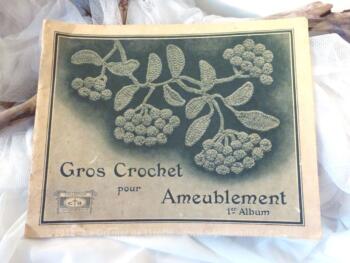 Gros Crochet
pour
Ameublement
1er Album